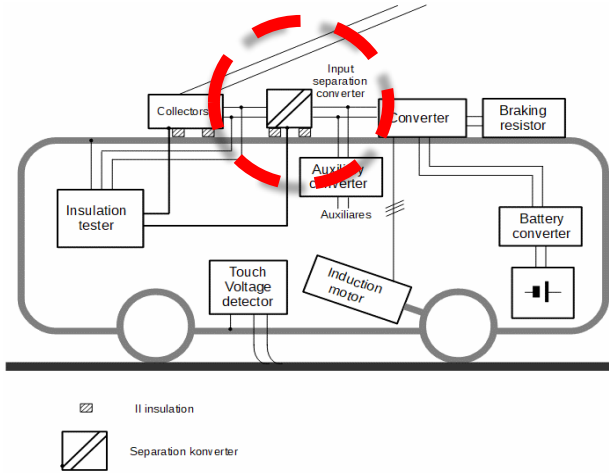 Input
separation
converter
Collectors
Converter
Braking
resistor
Auxiliary
converter
Auxiliares
Insulation
tester
Battery
converter
Touch
Voltage
detector
Induction
motor
II insulation
Separation konverter